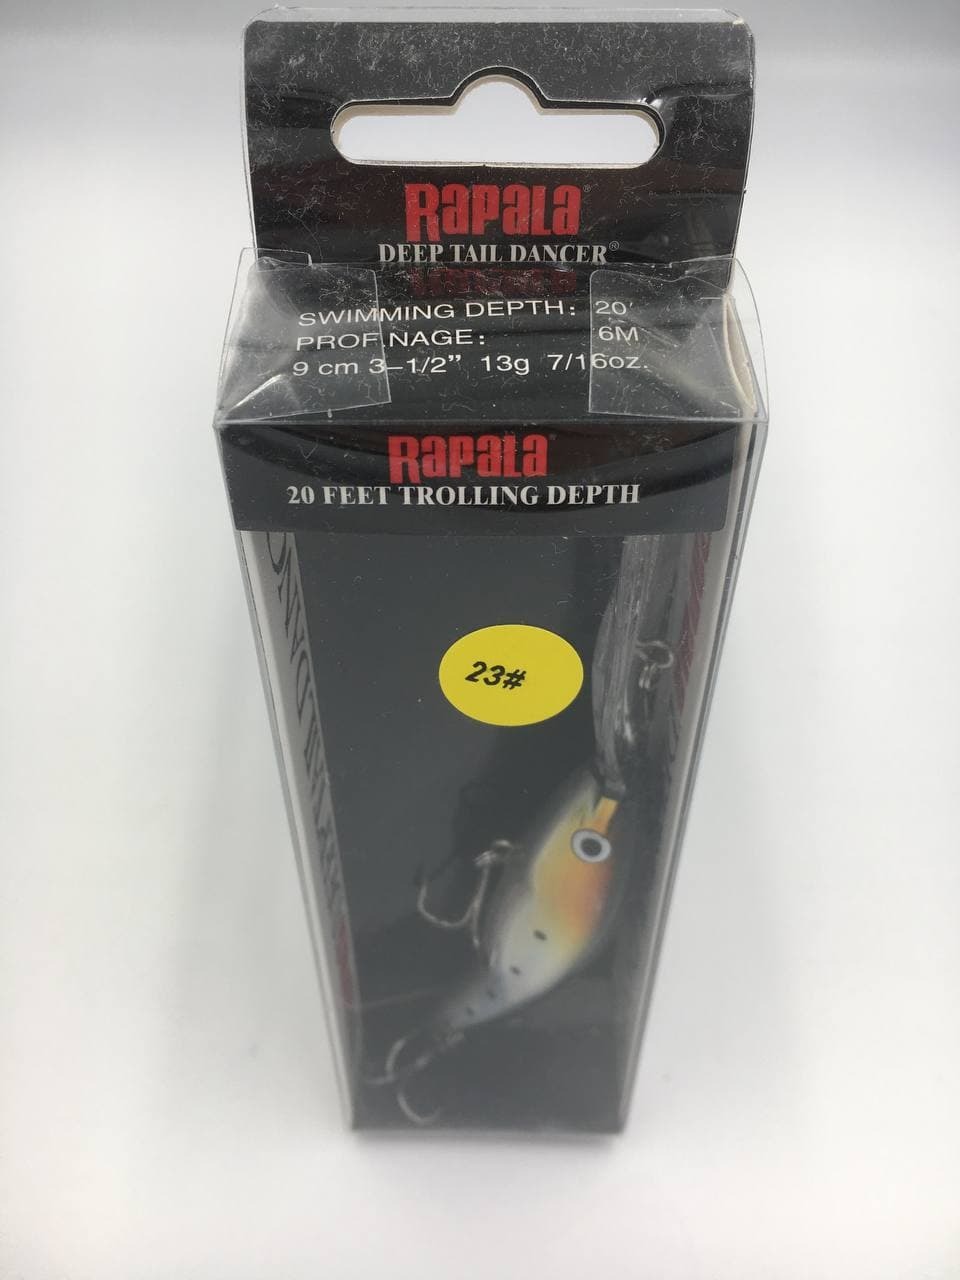 RAPALA®
DEEP TAIL DANCER®
SWIMMING DEPTH: 20'
PROF.NAGE: 6M
9 cm 3-1/2” 13g 7/16oz.
RAPALA
20 FEET TROLLING DEPTH
23#